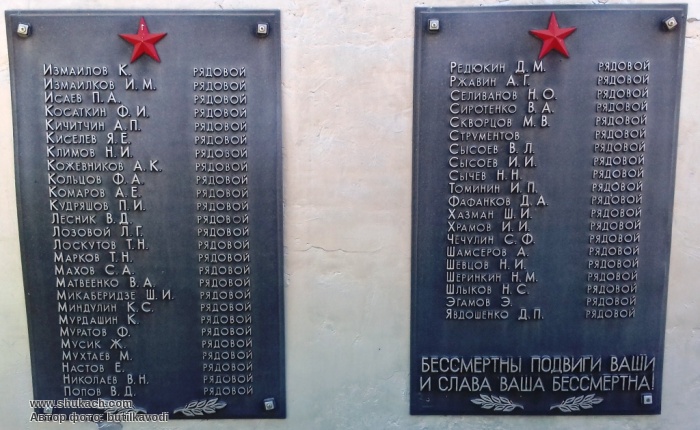 Измаилов К. рядовой
Измаилков И. М. рядовой
Исаев П. А. рядовой
Косаткин Ф. И. рядовой
Кичитчин А. П. рядовой
Киселев Я. Е. рядовой
Климов Н. И. рядовой
Кожевников А. К. рядовой
Кольцов Ф. А. рядовой
Комаров А. Е. рядовой
Кудряшов П. И. рядовой
Лесник В. Д рядовой
Лозовой Л. Г. рядовой
Лоскутов Т. Н. рядовой
Марков Т. Н. рядовой
Махов С. А. рядовой
Матвеенко В. А. рядовой
Микаберидзе Ш. И. рядовой
Миндулин К. С. рядовой
Мурдашин К. рядовой
Муратов Ф. рядовой
Мусик Ж. рядовой
Мухтаев М. рядовой
Настов Е. рядовой
Николаев В. Н. рядовой
Попов В. Д. рядовой
Редюкин Д. М. рядовой
Ржавин А. Г. рядовой
Селиванов Н. О. рядовой
Сиротенко В. А. рядовой
Скворцов М. В. рядовой
Струментов рядовой
Сысоев В. Л. рядовой
Сысоев И. И. рядовой
Сычев Н. Н. рядовой
Томинин И. П. рядовой
Фафанков Д. А. рядовой
Хазман Ш. И. рядовой
Храмов И. И. рядовой
Чечулин С. Ф. рядовой
Шамсеров А. рядовой
Шевцов Н. И. рядовой
Шеринкин Н. М. рядовой
Шлыков Н. С. рядовой
Эгамов Э. рядовой
Явдошенко Д. П. рядовой
БЕССМЕРТНЫ ПОДВИГИ ВАШИ
И СЛАВА ВАША БЕССМЕРТНА!
www.shukach.com
Автор фото: butilkavodi